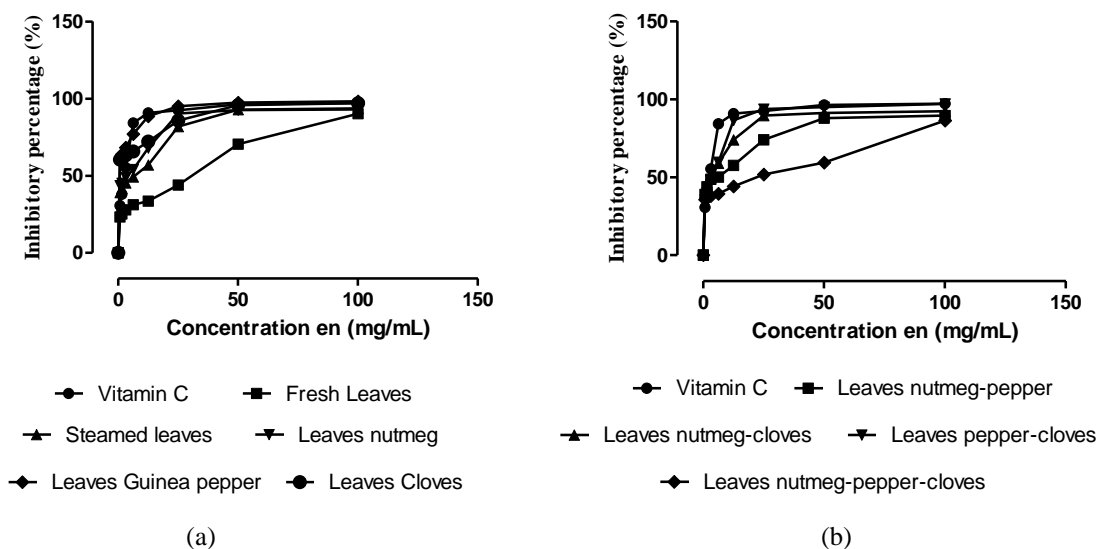 150
100
50
0
Inhibitory percentage (%)
0 50 100 150
Concentration en (mg/mL)
Vitamin C Fresh Leaves
Steamed leaves Leaves nutmeg
Leaves Guinea pepper Leaves Cloves
(a)
150
100
50
0
Inhibitory percentage (%)
0 50 100 150
Concentration en (mg/mL)
Vitamin C Leaves nutmeg-pepper
Leaves nutmeg-cloves Leaves pepper-cloves
Leaves nutmeg-pepper-cloves
(b)